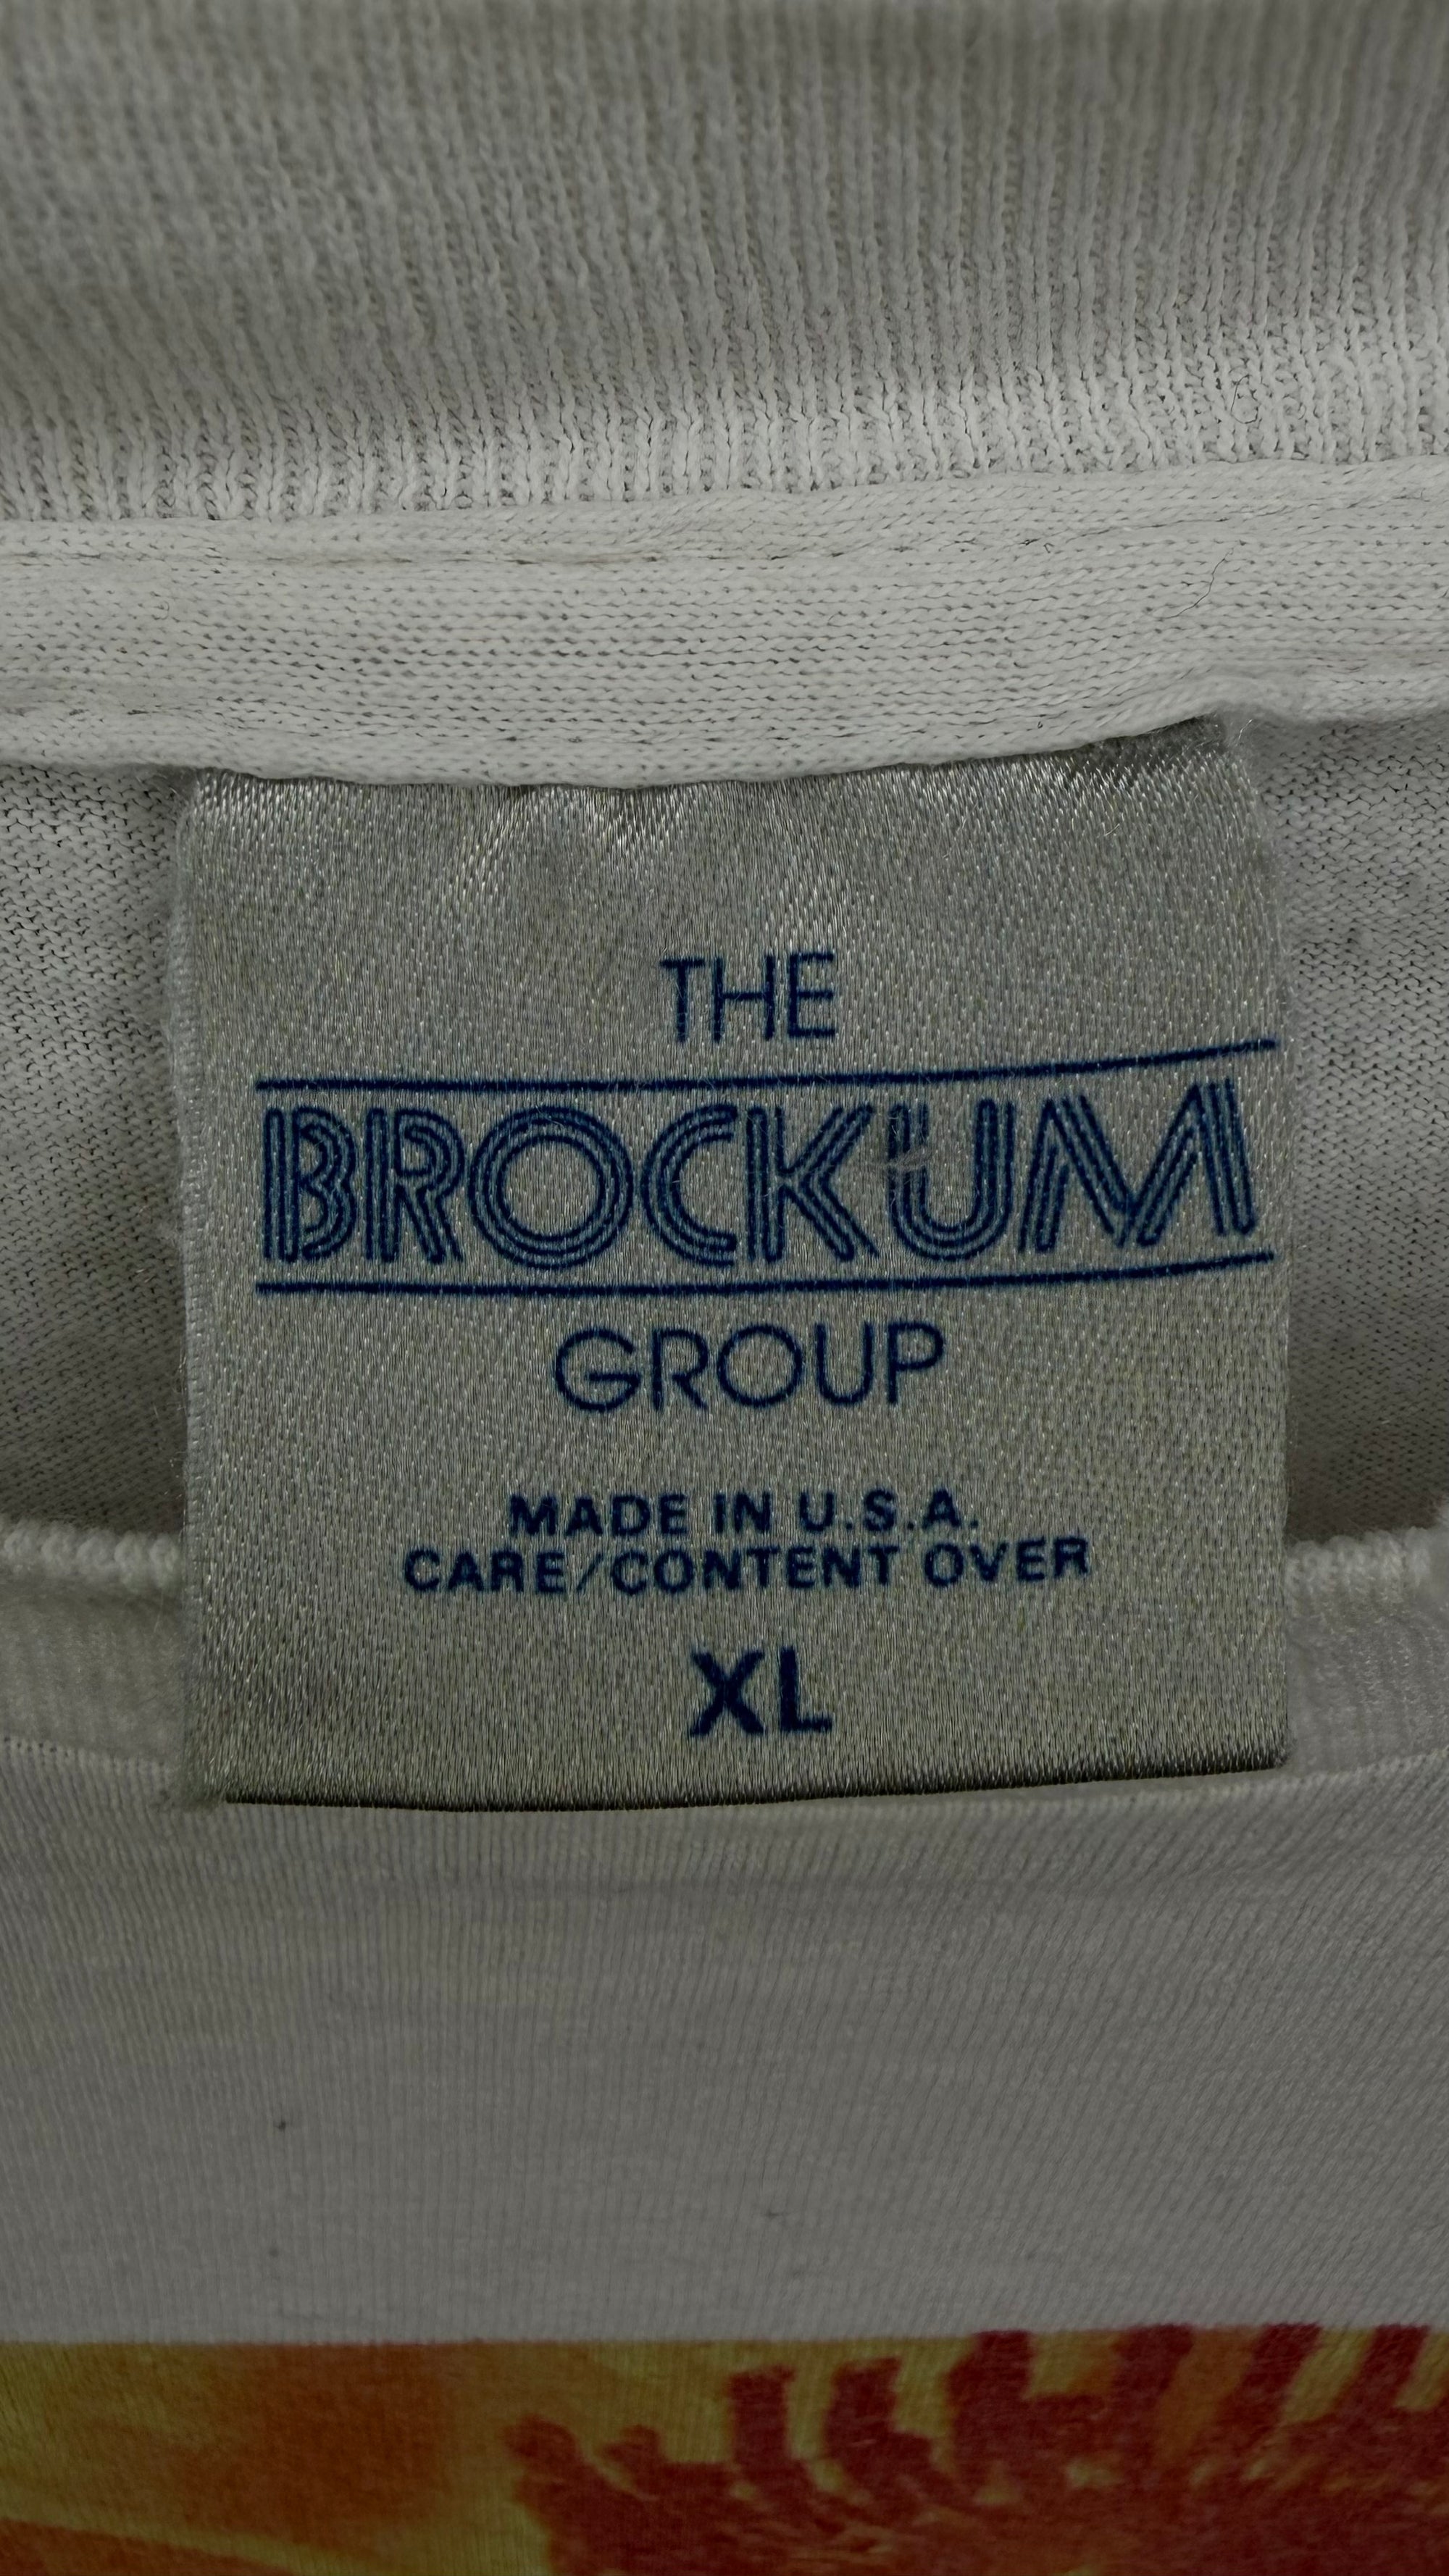 THE
BROCKUM
GROUP
MADE IN U.S.A.
CARE/CONTENT OVER
XL